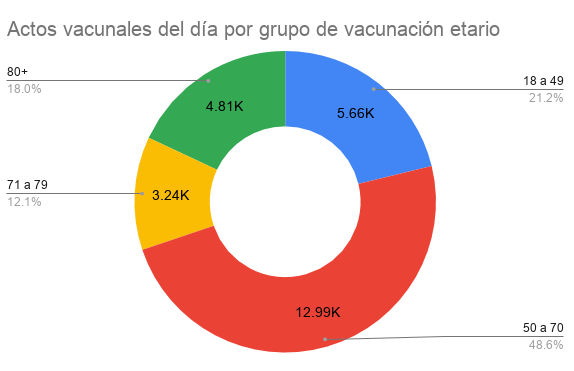 Actos vacunales del día por grupo de vacunación etario
80+
18.0%
4.81K
5.66K
18 a 49
21.2%
71 a 79
12.1%
3.24K
12.99K
50 a 70
48.6%